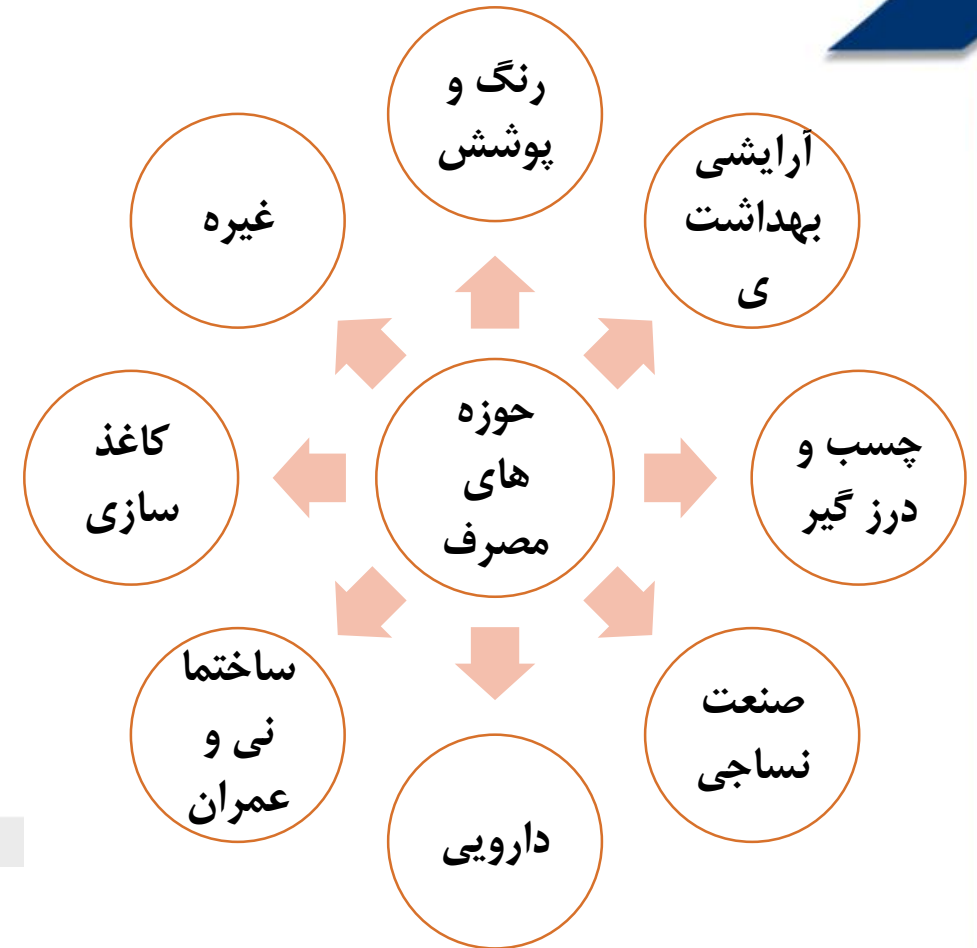 رنگ و
پوشش
آرایشی
بهداشت
ی
چسب و
درز گیر
صنعت
نساجی
دارویی
ساختما
نی و
عمران
کاغذ
سازی
غیره
حوزه
های
مصرف